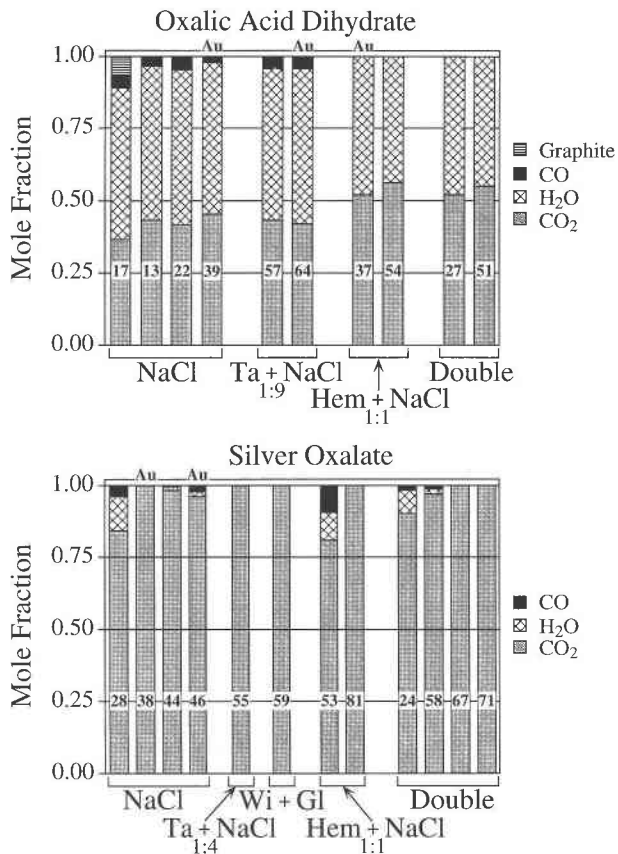 Oxalic Acid Dihydrate
Au Au Au
1.00
0.75
0.50
0.25
0.00
Mole Fraction
17 13 22 39 57 64 37 54 27 51
Graphite
CO
H₂O
CO₂
NaCl Ta + NaCl Double
1:9
Hem + NaCl
1:1
Silver Oxalate
Au Au
1.00
0.75
0.50
0.25
0.00
Mole Fraction
28 38 44 46 55 59 53 81 24 58 67 71
CO
H₂O
CO₂
NaCl Wi + Gl Double
Ta + NaCl Hem + NaCl
1:4 1:1